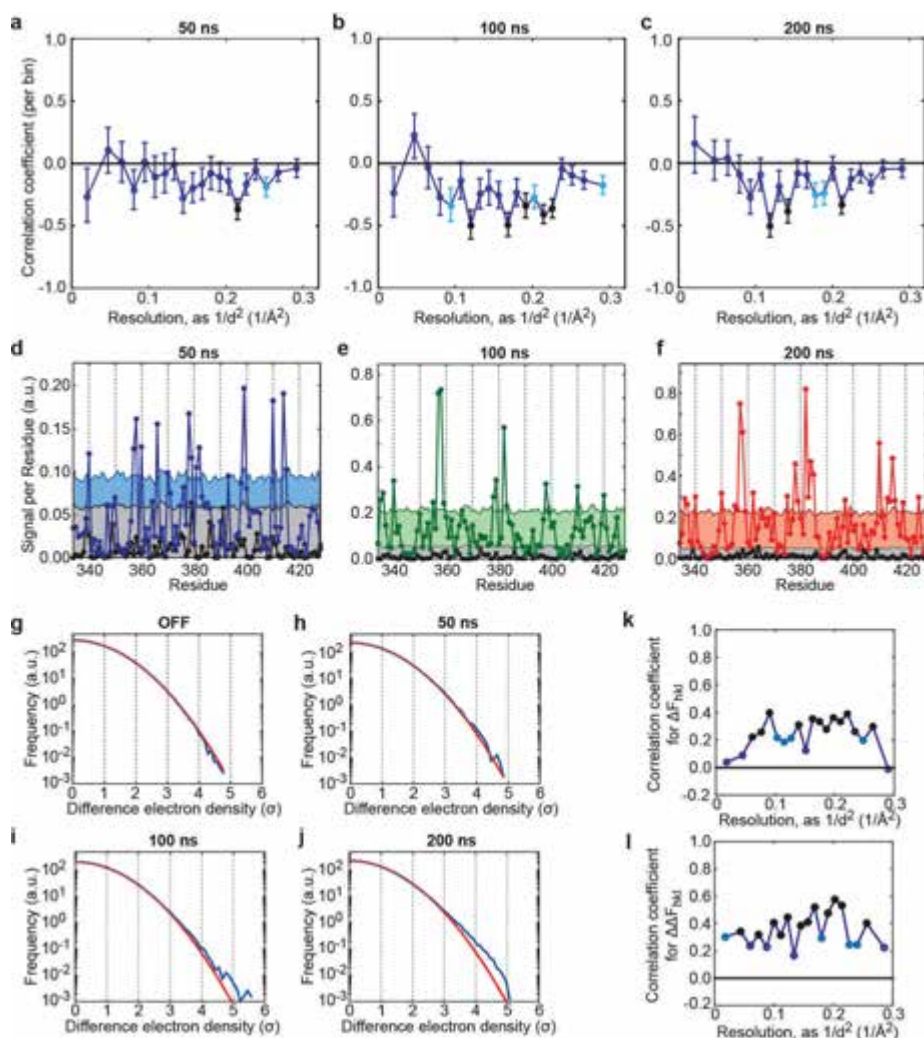 a
50 ns
b
100 ns
c
200 ns
Correlation coefficient (per bin)
1.0
0.5
0.0
-0.5
-1.0
0 0.1 0.2 0.3
Resolution, as 1/d² (1/Å²)
1.0
0.5
0.0
-0.5
-1.0
0 0.1 0.2 0.3
Resolution, as 1/d² (1/Å²)
1.0
0.5
0.0
-0.5
-1.0
0 0.1 0.2 0.3
Resolution, as 1/d² (1/Å²)
d
50 ns
e
100 ns
f
200 ns
Signal per Residue (a.u.)
0.20
0.15
0.10
0.05
0.00
340 360 380 400 420
Residue
0.8
0.6
0.4
0.2
0.0
340 360 380 400 420
Residue
0.8
0.6
0.4
0.2
0.0
340 360 380 400 420
Residue
g
OFF
Frequency (a.u.)
10²
10¹
10⁰
10⁻¹
10⁻²
10⁻³
0 1 2 3 4 5 6
Difference electron density (σ)
h
50 ns
Frequency (a.u.)
10²
10¹
10⁰
10⁻¹
10⁻²
10⁻³
0 1 2 3 4 5 6
Difference electron density (σ)
k
Correlation coefficient
for ΔF hkl
1.0
0.8
0.6
0.4
0.2
0.0
-0.2
0 0.1 0.2 0.3
Resolution, as 1/d² (1/Å²)
i
100 ns
Frequency (a.u.)
10²
10¹
10⁰
10⁻¹
10⁻²
10⁻³
0 1 2 3 4 5 6
Difference electron density (σ)
j
200 ns
Frequency (a.u.)
10²
10¹
10⁰
10⁻¹
10⁻²
10⁻³
0 1 2 3 4 5 6
Difference electron density (σ)
l
Correlation coefficient
for ΔΔF hkl
1.0
0.8
0.6
0.4
0.2
0.0
-0.2
0 0.1 0.2 0.3
Resolution, as 1/d² (1/Å²)